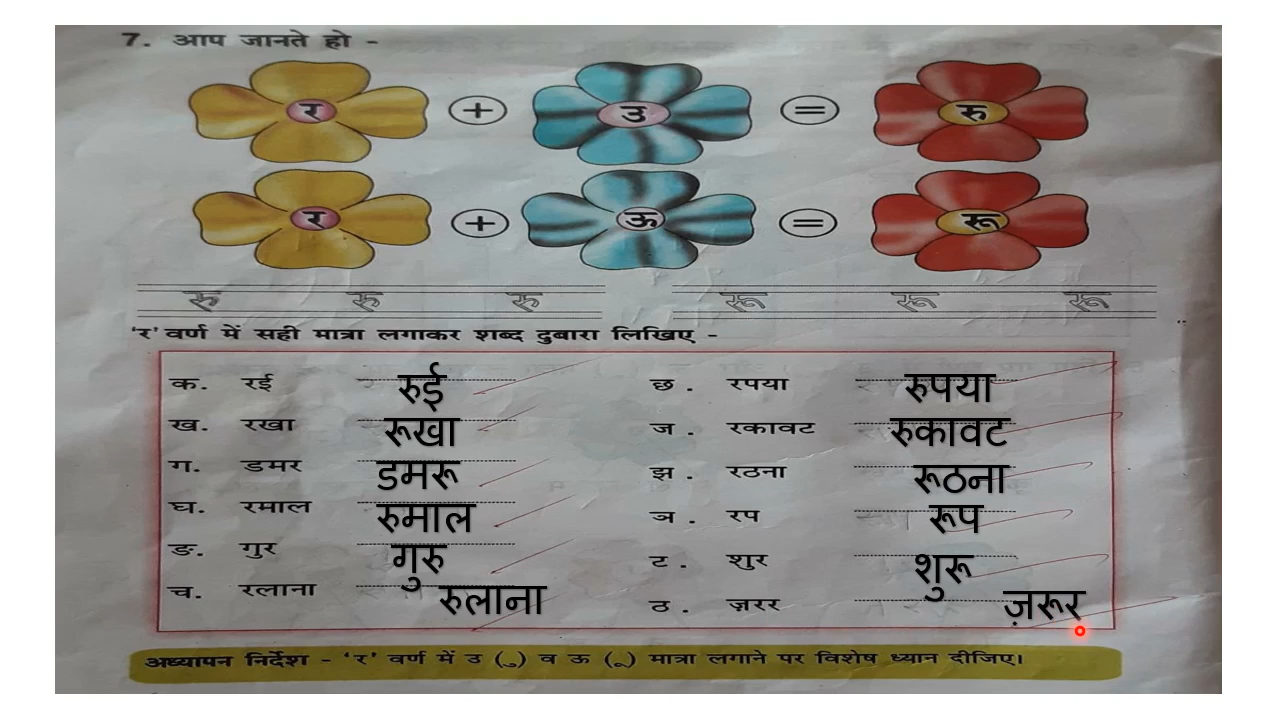 7. आप जानते हो -
र + उ = रु
र + ऊ = रू
रु रु रु रू रू रू
'र' वर्ण में सही मात्रा लगाकर शब्द दुबारा लिखिए -
क. रई रुई छ . रपया रुपया
ख. रखा रूखा ज . रकावट रुकावट
ग. डमर डमरू झ . रठना रूठना
घ. रमाल रुमाल ञ . रप रूप
ङ. गुर गुरु ट . शुर शुरू
च. रलाना रुलाना ठ . ज़रर ज़रूर
अध्यापन निर्देश - 'र' वर्ण में उ (ु) व ऊ (ू) मात्रा लगाने पर विशेष ध्यान दीजिए।